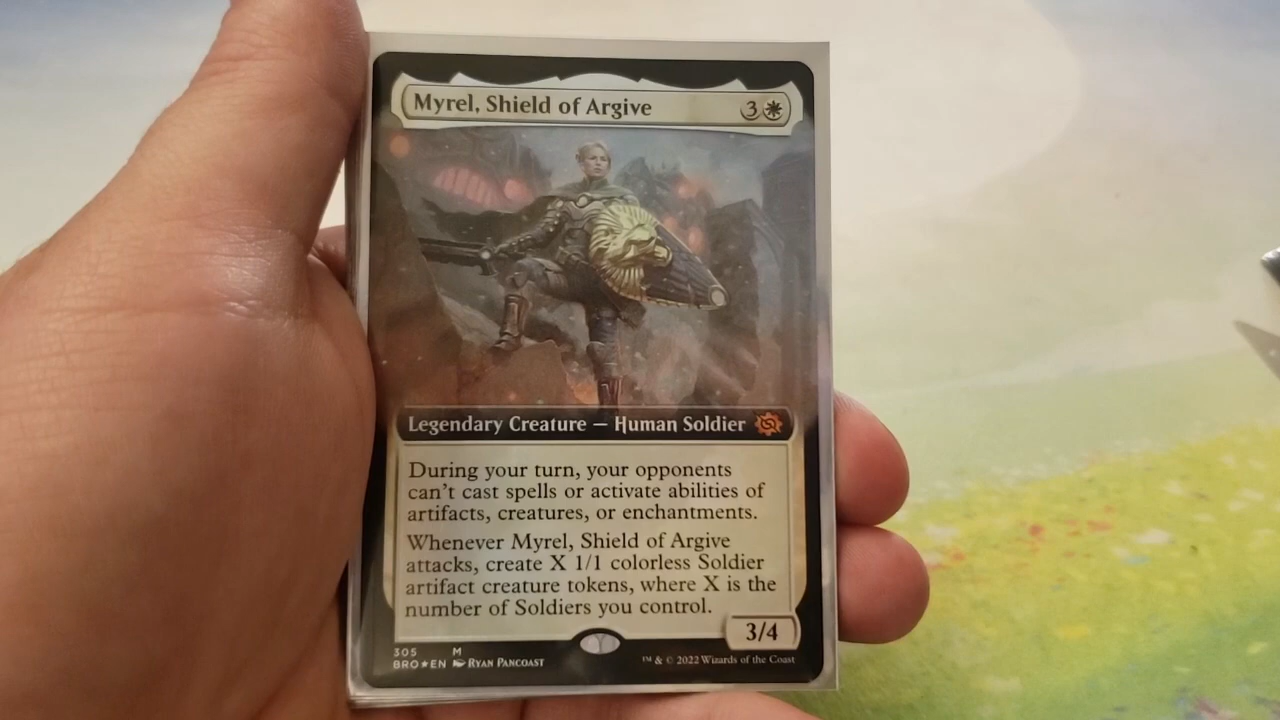 Myrel, Shield of Argive 3
Legendary Creature — Human Soldier
During your turn, your opponents
can't cast spells or activate abilities of
artifacts, creatures, or enchantments.
Whenever Myrel, Shield of Argive
attacks, create X 1/1 colorless Soldier
artifact creature tokens, where X is the
number of Soldiers you control.
3/4
305 M
BRO★EN RYAN PANCOAST
™ & © 2022 Wizards of the Coast